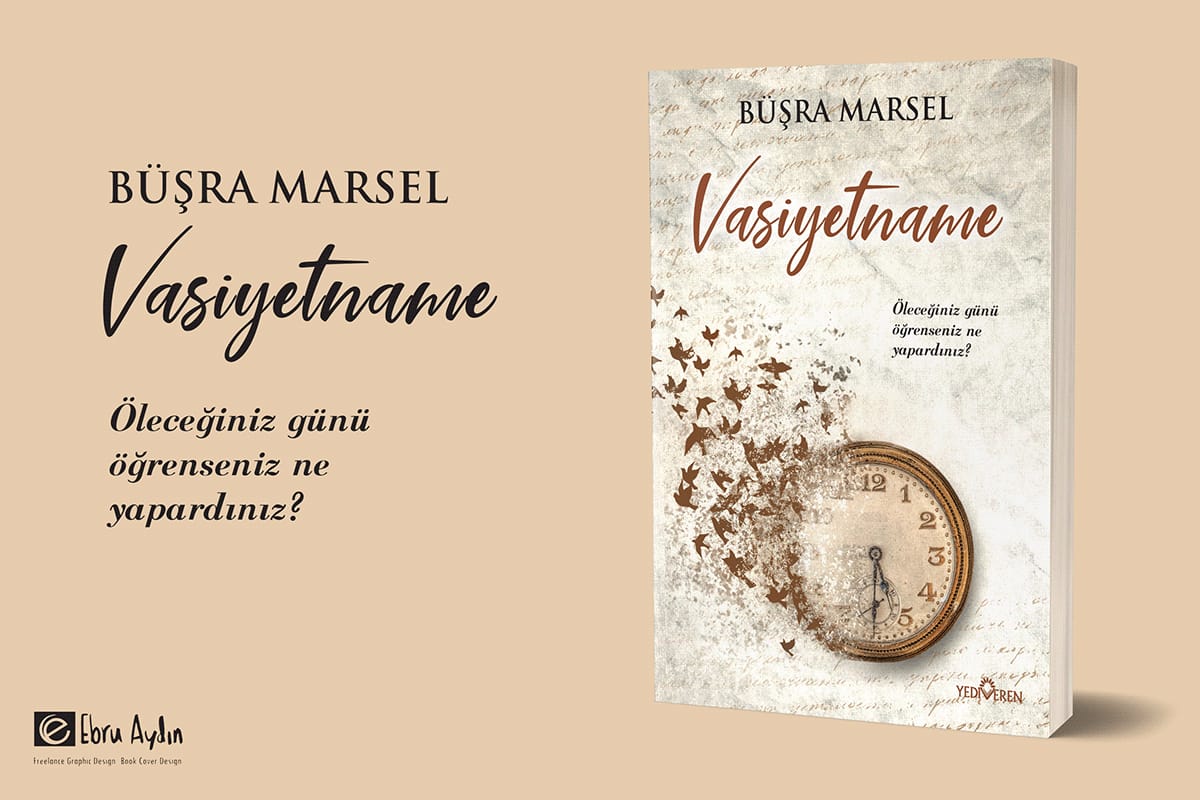 BÜŞRA MARSEL
Vasiyetname
Öleceğiniz günü
öğrenseniz ne
yapardınız?
e Ebru Aydın
Freelance Graphic Design Book Cover Design
BÜŞRA MARSEL
Vasiyetname
Öleceğiniz günü
öğrenseniz ne
yapardınız?
12
1
2
3
4
5
YEDİVEREN